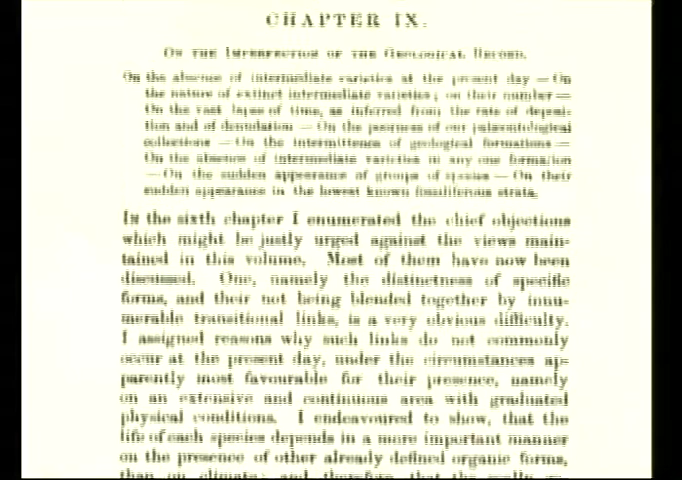 CHAPTER IX.
On the Imperfection of the Geological Record.
On the absence of intermediate varieties at the present day — On
the nature of extinct intermediate varieties; on their number —
On the vast lapse of time, as inferred from the rate of deposi-
tion and of denudation — On the poorness of our palæontological
collections — On the intermittence of geological formations —
On the absence of intermediate varieties in any one formation
— On the sudden appearance of groups of species — On their
sudden appearance in the lowest known fossiliferous strata.
In the sixth chapter I enumerated the chief objections
which might be justly urged against the views main-
tained in this volume. Most of them have now been
discussed. One, namely the distinctness of specific
forms, and their not being blended together by innu-
merable transitional links, is a very obvious difficulty.
I assigned reasons why such links do not commonly
occur at the present day, under the circumstances ap-
parently most favourable for their presence, namely
on an extensive and continuous area with graduated
physical conditions. I endeavoured to show, that the
life of each species depends in a more important manner
on the presence of other already defined organic forms,
than on climate; and, therefore, that the really